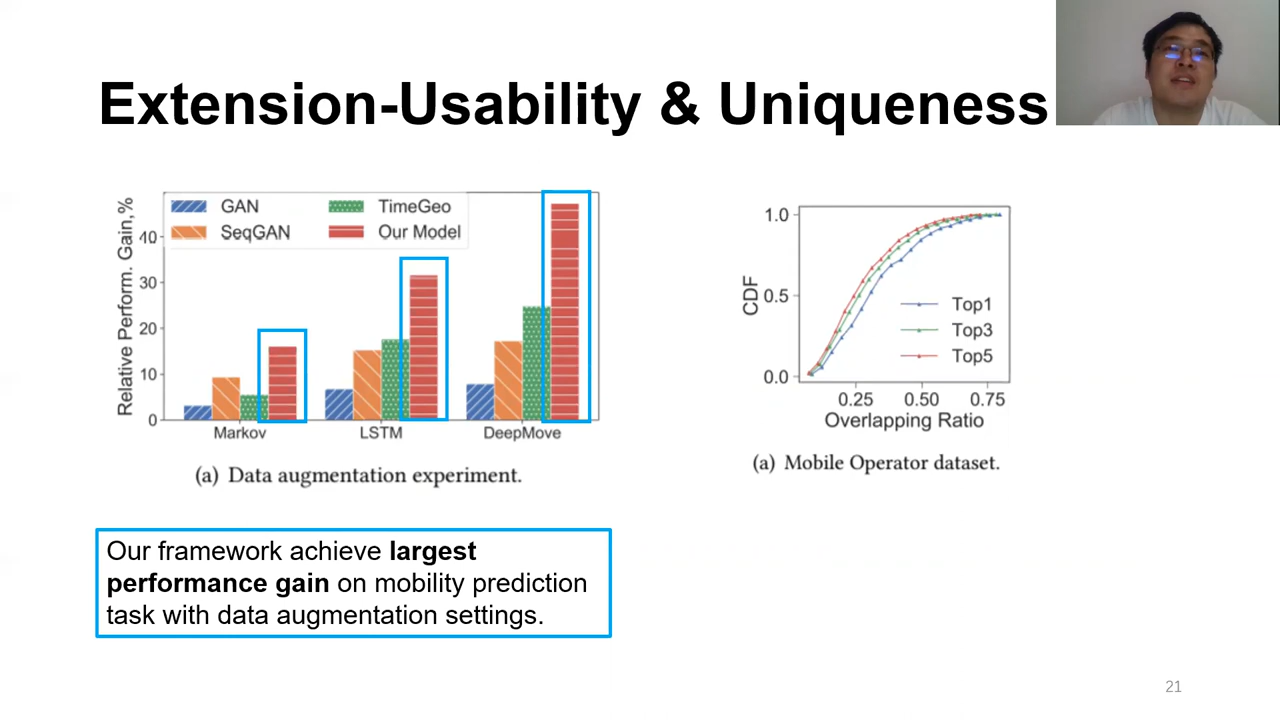 Extension-Usability & Uniqueness
Relative Perform. Gain,%
GAN
TimeGeo
SeqGAN
Our Model
40
30
20
10
0
Markov
LSTM
DeepMove
(a) Data augmentation experiment.
CDF
1.0
0.5
0.0
Top1
Top3
Top5
0.25 0.50 0.75
Overlapping Ratio
(a) Mobile Operator dataset.
Our framework achieve largest
performance gain on mobility prediction
task with data augmentation settings.
21